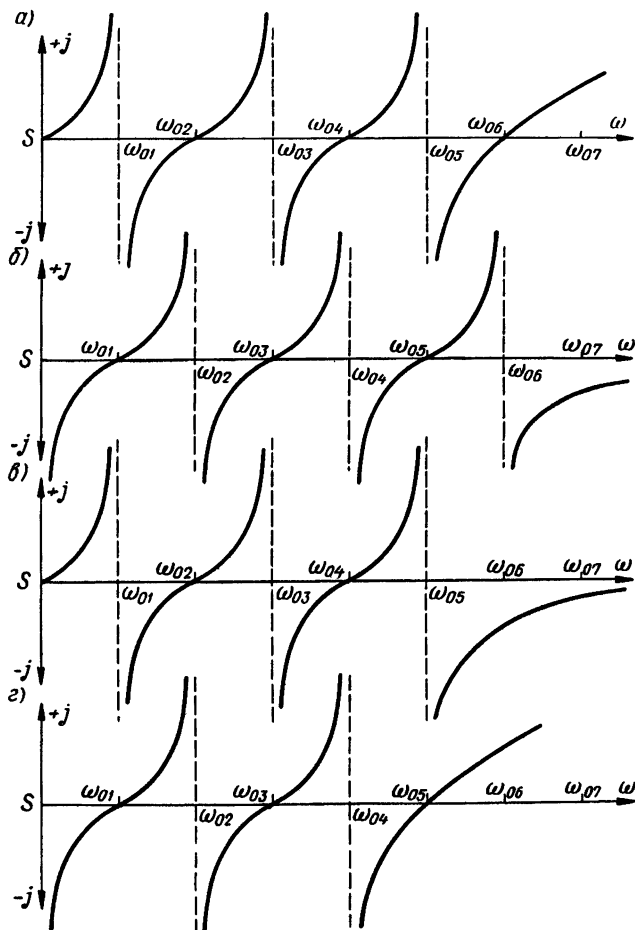 а)
+j
S
ω₀₂ ω₀₄ ω₀₆ ω
ω₀₁ ω₀₃ ω₀₅ ω₀₇
-j
б)
+j
ω₀₁ ω₀₃ ω₀₅ ω₀₇ ω
S
ω₀₂ ω₀₄ ω₀₆
-j
в)
+j
ω₀₂ ω₀₄ ω₀₆ ω₀₇ ω
S
ω₀₁ ω₀₃ ω₀₅
-j
г)
+j
ω₀₁ ω₀₃ ω₀₅ ω₀₆ ω₀₇ ω
S
ω₀₂ ω₀₄
-j